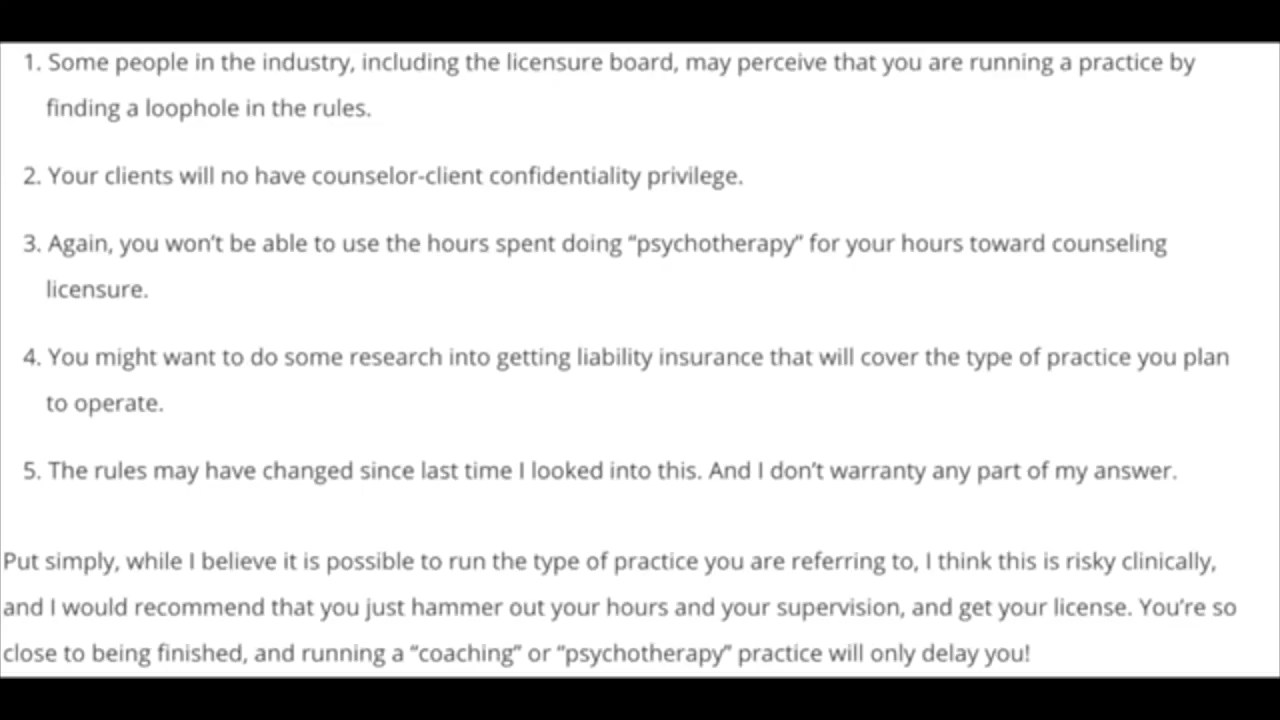 1. Some people in the industry, including the licensure board, may perceive that you are running a practice by
finding a loophole in the rules.
2. Your clients will no have counselor-client confidentiality privilege.
3. Again, you won’t be able to use the hours spent doing “psychotherapy” for your hours toward counseling
licensure.
4. You might want to do some research into getting liability insurance that will cover the type of practice you plan
to operate.
5. The rules may have changed since last time I looked into this. And I don’t warranty any part of my answer.
Put simply, while I believe it is possible to run the type of practice you are referring to, I think this is risky clinically,
and I would recommend that you just hammer out your hours and your supervision, and get your license. You’re so
close to being finished, and running a “coaching” or “psychotherapy” practice will only delay you!